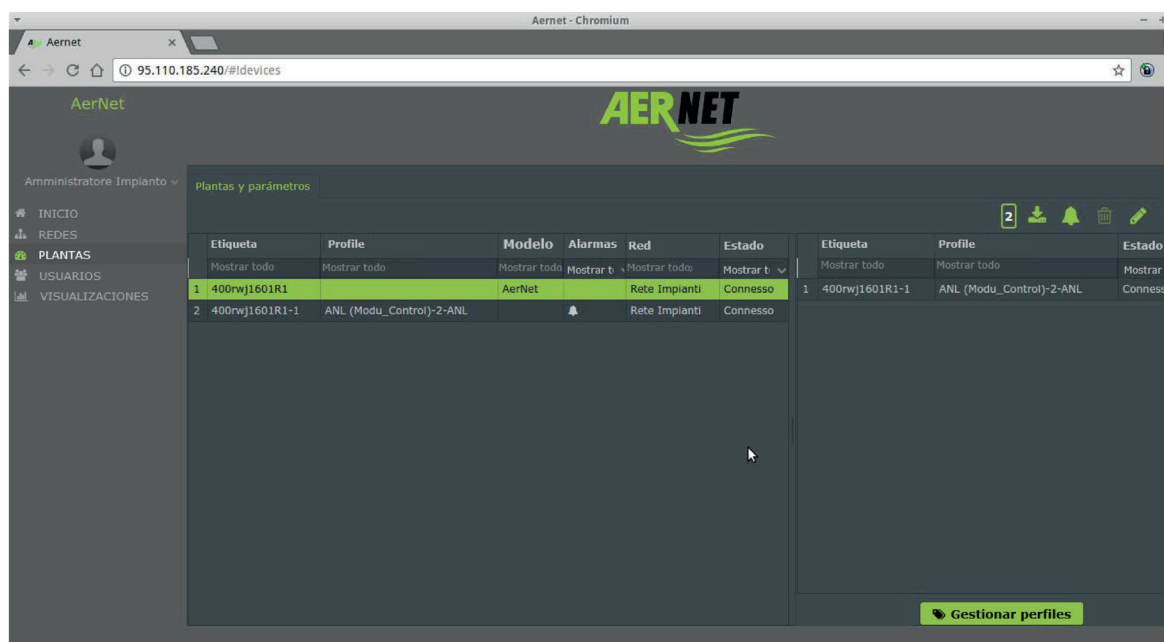 Aernet - Chromium
Aernet
95.110.185.240/#!devices
AerNet
AERNET
Amministratore Impianto
Plantas y parámetros
INICIO
REDES
PLANTAS
USUARIOS
VISUALIZACIONES
2
Etiqueta Profile Modelo Alarmas Red Estado
Mostrar todo Mostrar todo Mostrar todo Mostrar t Mostrar todo Mostrar t
1 400rwj1601R1 AerNet Rete Impianti Connesso
2 400rwj1601R1-1 ANL (Modu_Control)-2-ANL Rete Impianti Connesso
Etiqueta Profile Estado
Mostrar todo Mostrar todo Mostrar
1 400rwj1601R1-1 ANL (Modu_Control)-2-ANL Conness
Gestionar perfiles